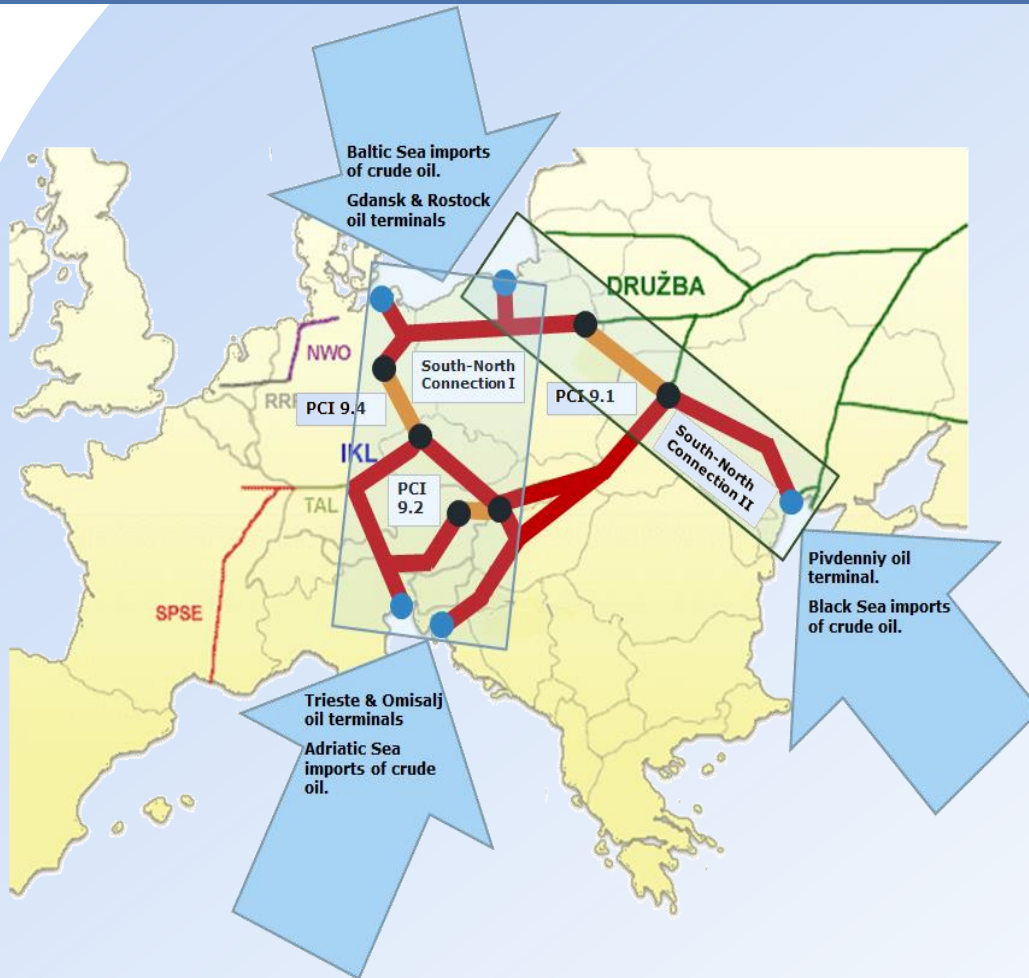 Baltic Sea imports
of crude oil.
Gdansk & Rostock
oil terminals
DRUŽBA
NWO
South-North
Connection I
PCI 9.4
PCI 9.1
IKL
South-North
Connection II
PCI
9.2
TAL
SPSE
Pivdenniy oil
terminal.
Black Sea imports
of crude oil.
Trieste & Omisalj
oil terminals
Adriatic Sea
imports of crude
oil.